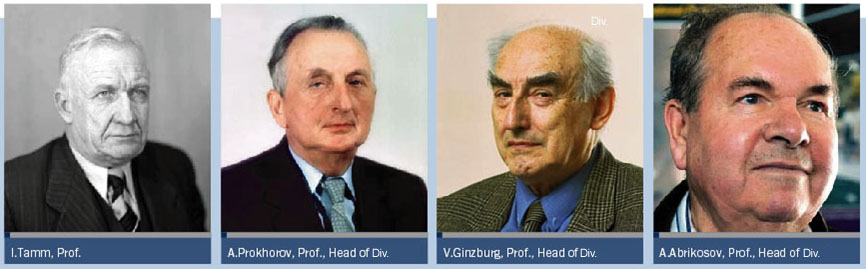 Div.
I.Tamm, Prof.
A.Prokhorov, Prof., Head of Div.
V.Ginzburg, Prof., Head of Div.
A.Abrikosov, Prof., Head of Div.